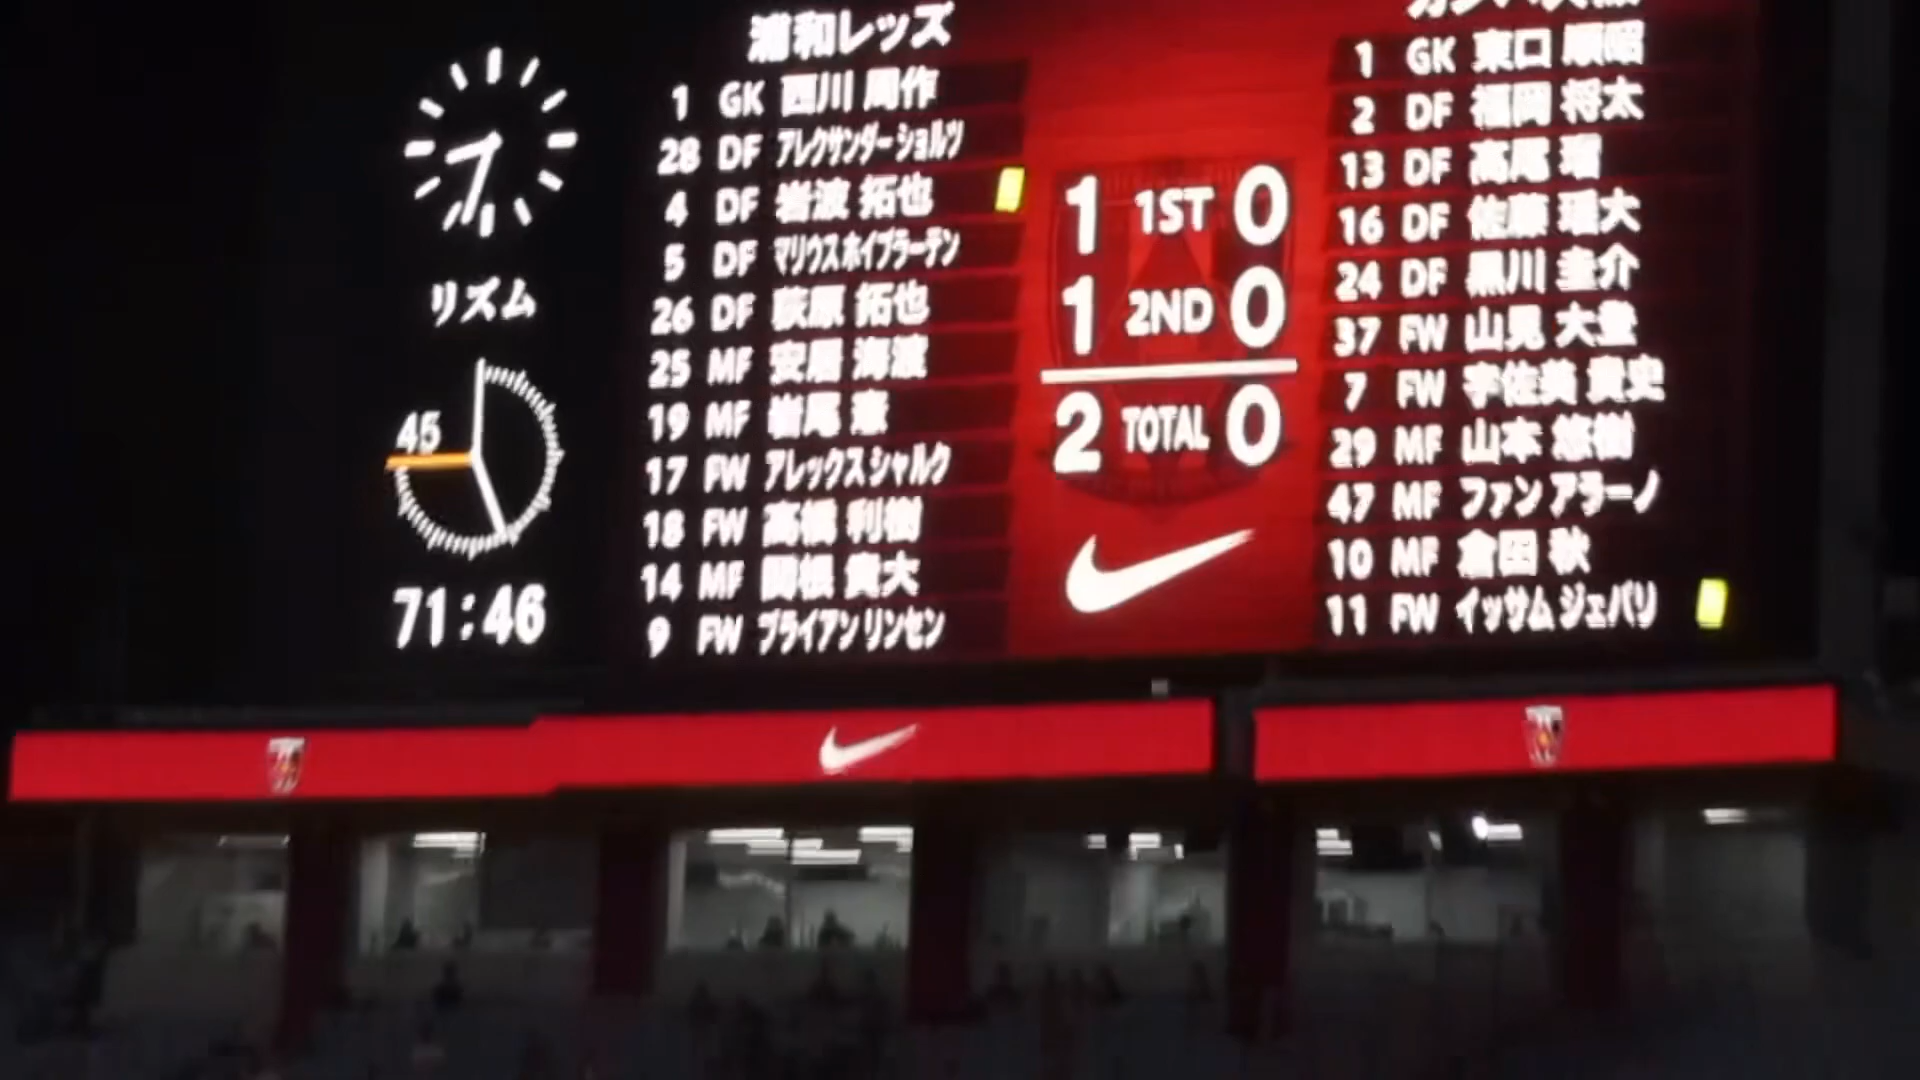 浦和レッズ
1 GK 西川 周作
28 DF アレクサンダー ショルツ
4 DF 岩波 拓也
5 DF マリウス ホイブラーテン
26 DF 荻原 拓也
25 MF 安居 海渡
19 MF 岩尾 憲
17 FW アレックス シャルク
18 FW 高橋 利樹
14 MF 関根 貴大
9 FW ブライアン リンセン
リズム
45
71:46
1 1ST 0
1 2ND 0
2 TOTAL 0
ガンバ大阪
1 GK 東口 順昭
2 DF 福岡 将太
13 DF 高尾 瑠
16 DF 佐藤 瑶大
24 DF 黒川 圭介
37 FW 山見 大登
7 FW 宇佐美 貴史
29 MF 山本 悠樹
47 MF ファン アラーノ
10 MF 倉田 秋
11 FW イッサム ジェバリ